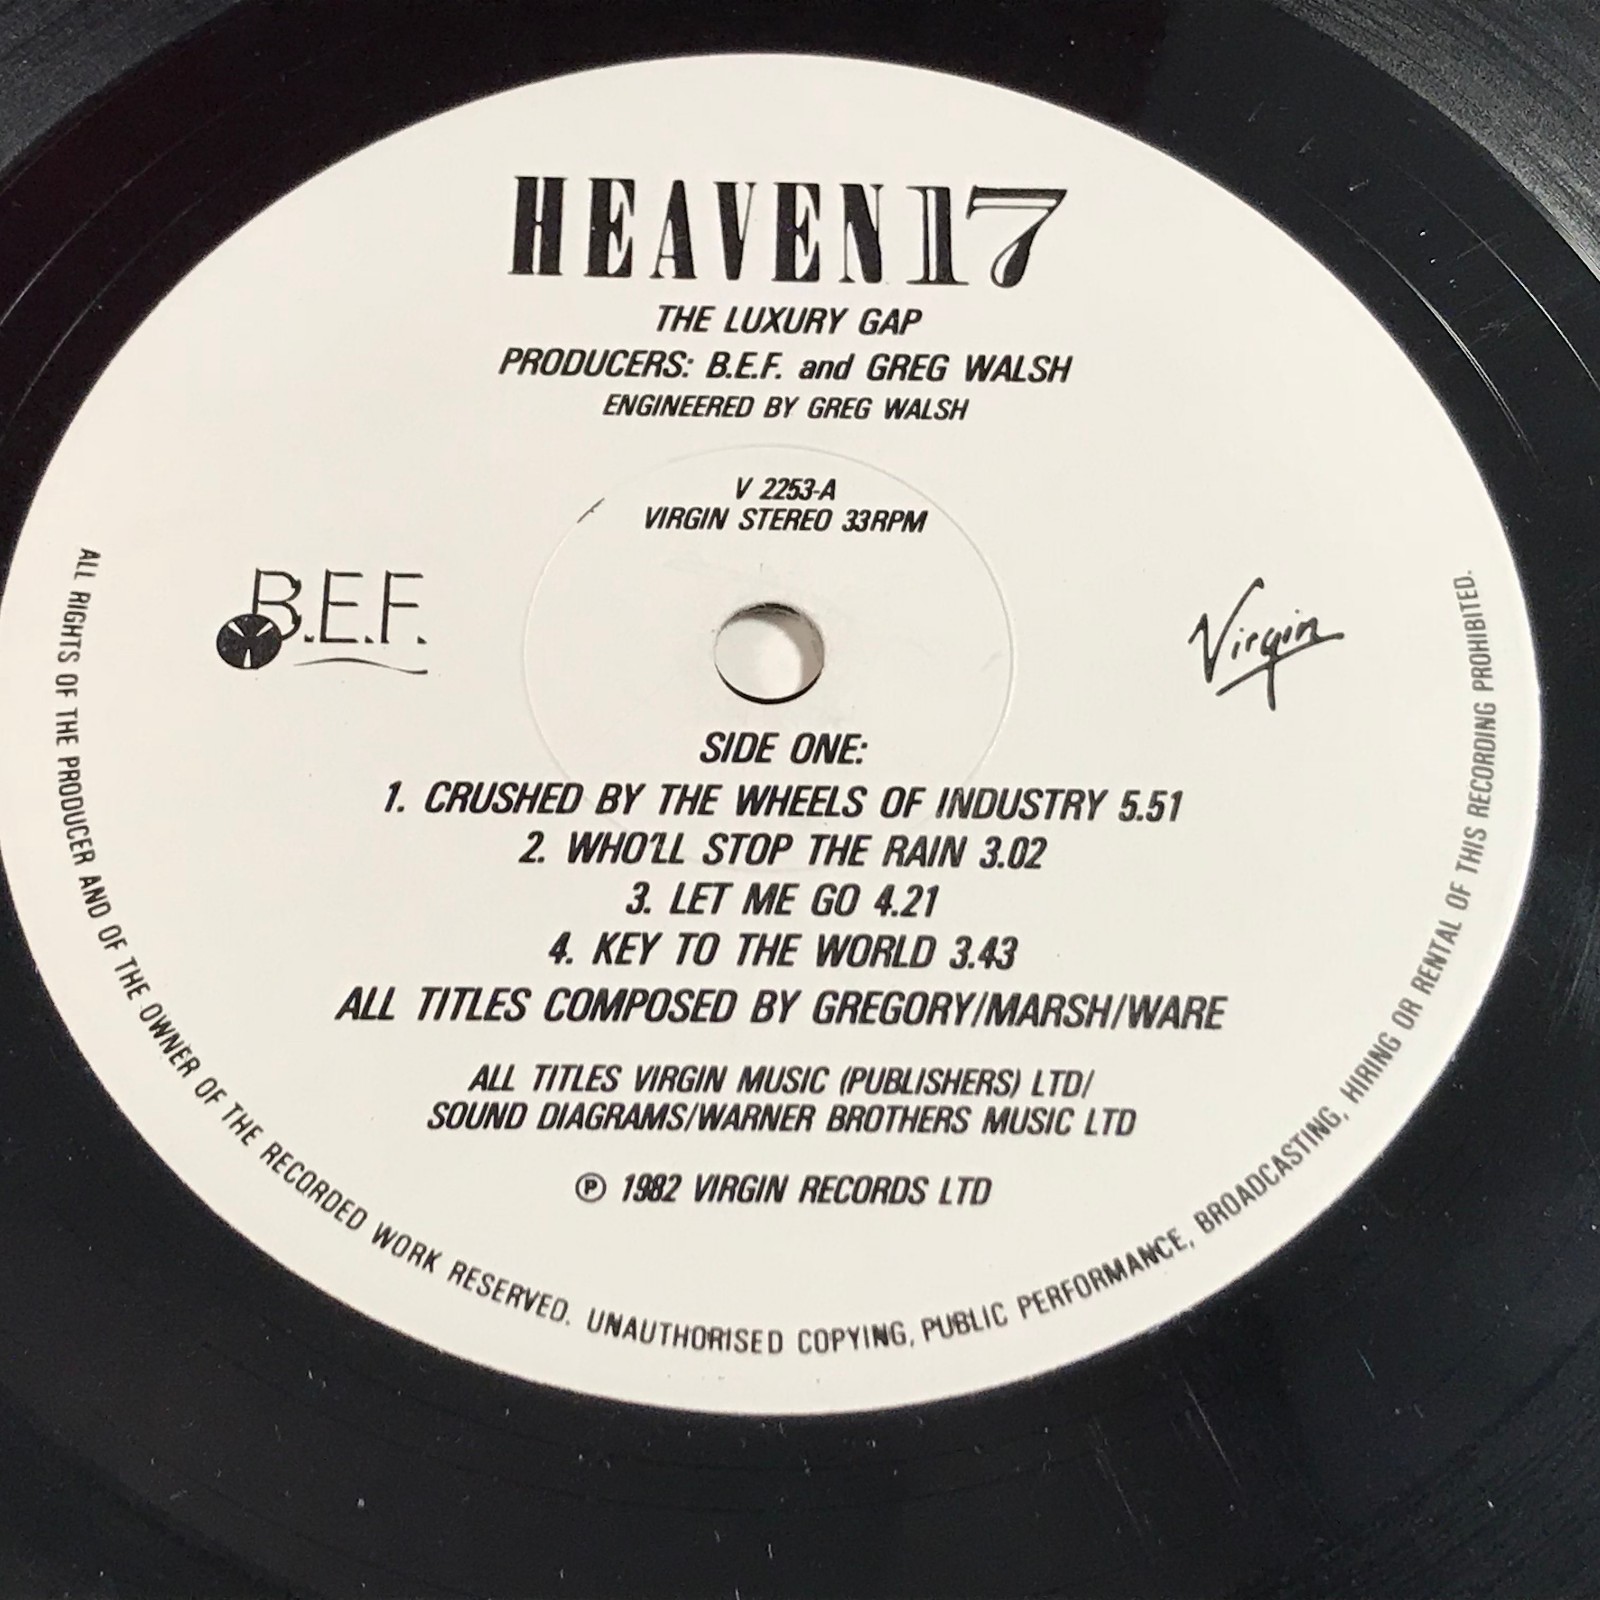 HEAVEN 17
THE LUXURY GAP
PRODUCERS: B.E.F. and GREG WALSH
ENGINEERED BY GREG WALSH
V 2253-A
VIRGIN STEREO 33RPM
B.E.F.
Virgin
SIDE ONE:
1. CRUSHED BY THE WHEELS OF INDUSTRY 5.51
2. WHO'LL STOP THE RAIN 3.02
3. LET ME GO 4.21
4. KEY TO THE WORLD 3.43
ALL TITLES COMPOSED BY GREGORY/MARSH/WARE
ALL TITLES VIRGIN MUSIC (PUBLISHERS) LTD/
SOUND DIAGRAMS/WARNER BROTHERS MUSIC LTD
℗ 1982 VIRGIN RECORDS LTD
ALL RIGHTS OF THE PRODUCER AND OF THE OWNER OF THE RECORDED WORK RESERVED. UNAUTHORISED COPYING, PUBLIC PERFORMANCE, BROADCASTING, HIRING OR RENTAL OF THIS RECORDING PROHIBITED.